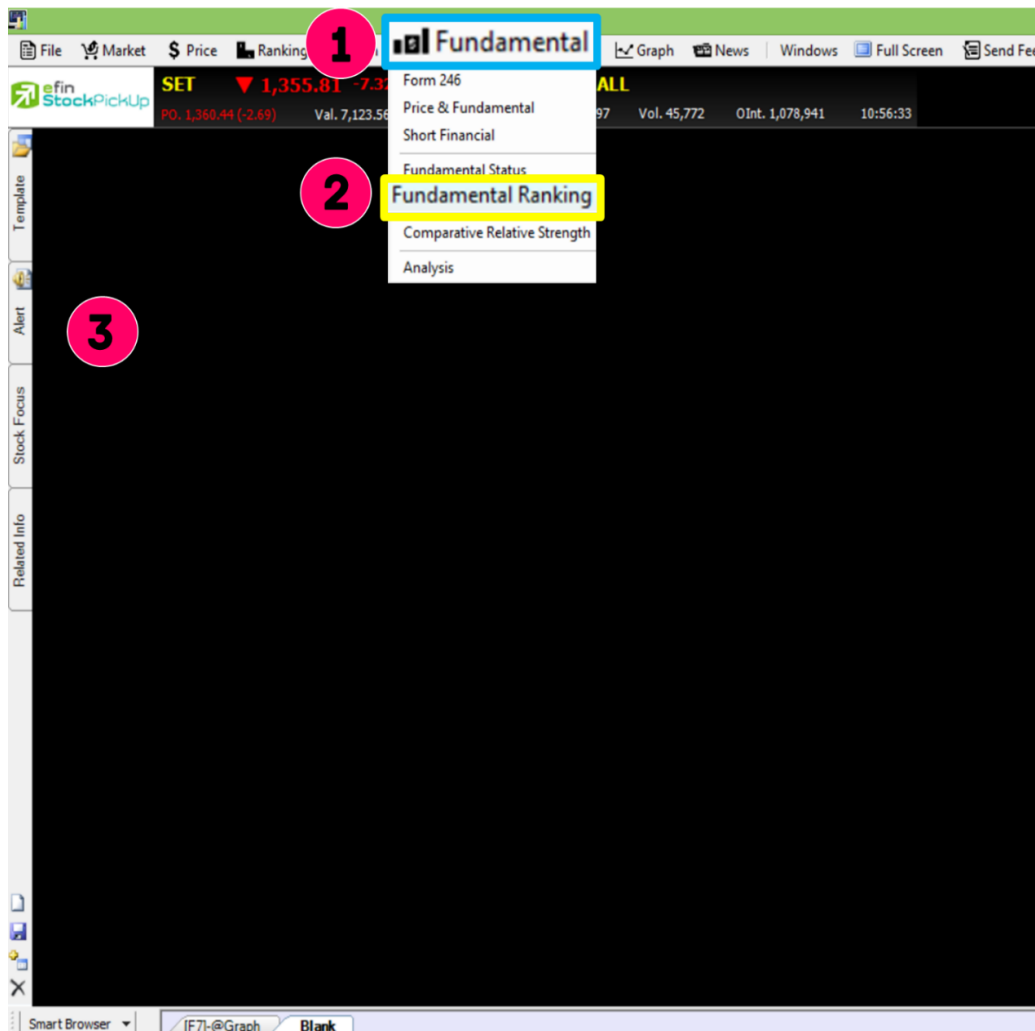 1
Fundamental
File Market $ Price Ranking Graph News Windows Full Screen Send Fee
efin
StockPickUp
SET ▼ 1,355.81 -7.32 ALL
PO. 1,360.44 (-2.69) Val. 7,123.56 97 Vol. 45,772 OInt. 1,078,941 10:56:33
Form 246
Price & Fundamental
Short Financial
Fundamental Status
2
Fundamental Ranking
Comparative Relative Strength
Analysis
Template
Alert
3
Stock Focus
Related Info
Smart Browser [F7]-@Graph Blank